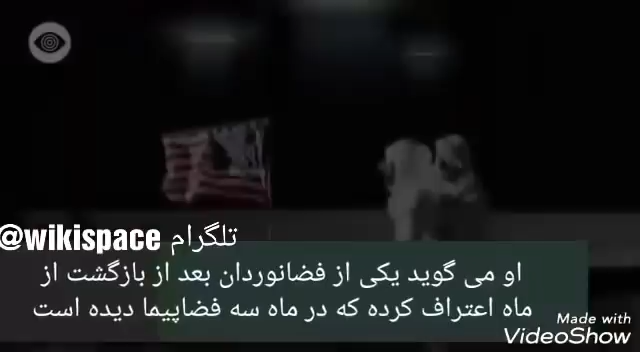 @wikispace تلگرام
او می گوید یکی از فضانوردان بعد از بازگشت از
ماه اعتراف کرده که در ماه سه فضاپیما دیده است
Made with
VideoShow